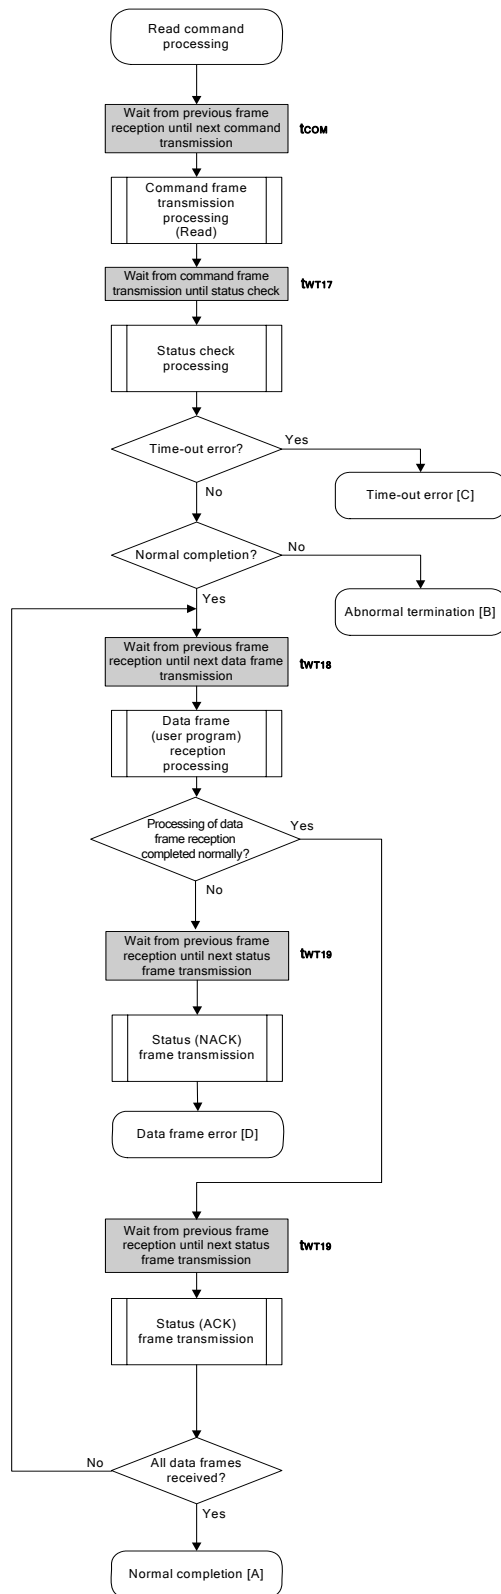 Read command
processing
Wait from previous frame
reception until next command
transmission
tCOM
Command frame
transmission
processing
(Read)
Wait from command frame
transmission until status check
tWT17
Status check
processing
Time-out error?
Yes
No
Time-out error [C]
Normal completion?
No
Yes
Abnormal termination [B]
Wait from previous frame
reception until next data frame
transmission
tWT18
Data frame
(user program)
reception
processing
Processing of data
frame reception
completed normally?
Yes
No
Wait from previous frame
reception until next status
frame transmission
tWT19
Status (NACK)
frame transmission
Data frame error [D]
Wait from previous frame
reception until next status
frame transmission
tWT19
Status (ACK)
frame transmission
No
All data frames
received?
Yes
Normal completion [A]